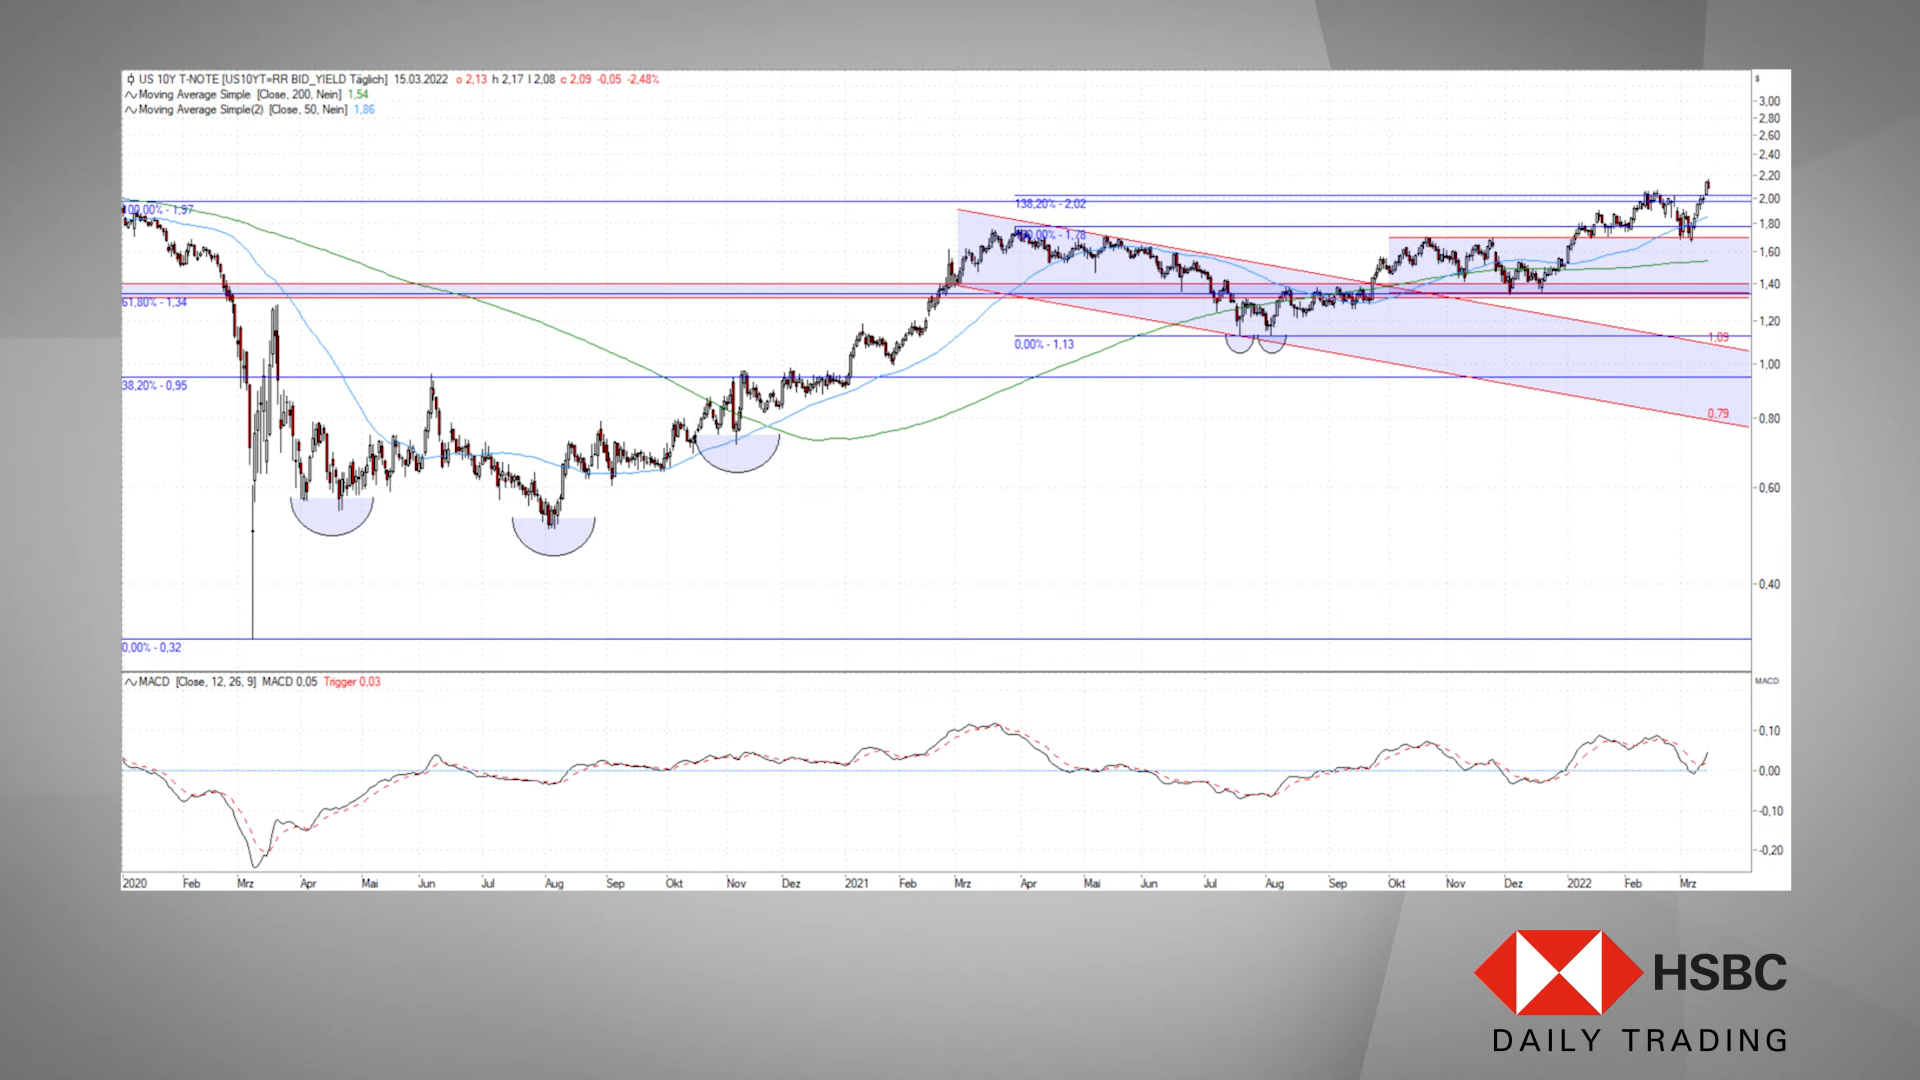 US 10Y T-NOTE [US10YT=RR BID_YIELD Täglich] 15.03.2022 o 2,13 h 2,17 l 2,08 c 2,09 -0,05 -2,48%
Moving Average Simple [Close, 200, Nein] 1,54
Moving Average Simple(2) [Close, 50, Nein] 1,86
$
3,00
2,80
2,60
2,40
2,20
2,00
1,80
1,60
1,40
1,20
1,00
0,80
0,60
0,40
100,00% - 1,97
138,20% - 2,02
100,00% - 1,78
61,80% - 1,34
0,00% - 1,13
1,09
38,20% - 0,95
0,79
0,00% - 0,32
MACD [Close, 12, 26, 9] MACD 0,05 Trigger 0,03
MACD
0,10
0,00
-0,10
-0,20
2020 Feb Mrz Apr Mai Jun Jul Aug Sep Okt Nov Dez 2021 Feb Mrz Apr Mai Jun Jul Aug Sep Okt Nov Dez 2022 Feb Mrz
HSBC
DAILY TRADING